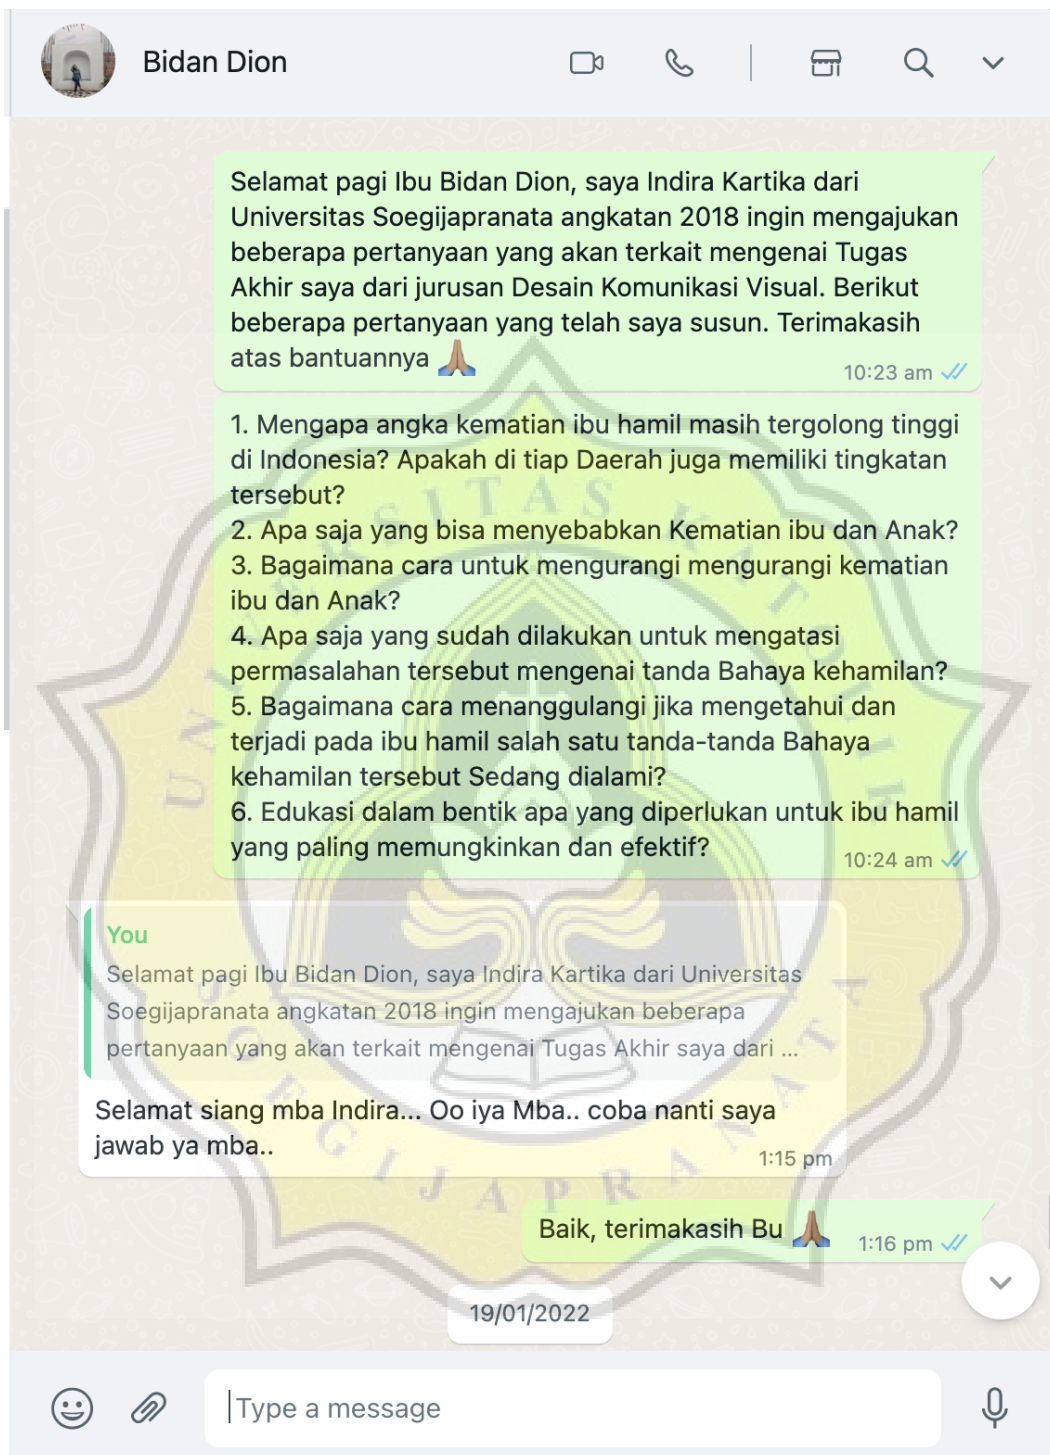 Bidan Dion
Selamat pagi Ibu Bidan Dion, saya Indira Kartika dari
Universitas Soegijapranata angkatan 2018 ingin mengajukan
beberapa pertanyaan yang akan terkait mengenai Tugas
Akhir saya dari jurusan Desain Komunikasi Visual. Berikut
beberapa pertanyaan yang telah saya susun. Terimakasih
atas bantuannya 🙏🏽
10:23 am
1. Mengapa angka kematian ibu hamil masih tergolong tinggi
di Indonesia? Apakah di tiap Daerah juga memiliki tingkatan
tersebut?
2. Apa saja yang bisa menyebabkan Kematian ibu dan Anak?
3. Bagaimana cara untuk mengurangi mengurangi kematian
ibu dan Anak?
4. Apa saja yang sudah dilakukan untuk mengatasi
permasalahan tersebut mengenai tanda Bahaya kehamilan?
5. Bagaimana cara menanggulangi jika mengetahui dan
terjadi pada ibu hamil salah satu tanda-tanda Bahaya
kehamilan tersebut Sedang dialami?
6. Edukasi dalam bentik apa yang diperlukan untuk ibu hamil
yang paling memungkinkan dan efektif?
10:24 am
You
Selamat pagi Ibu Bidan Dion, saya Indira Kartika dari Universitas
Soegijapranata angkatan 2018 ingin mengajukan beberapa
pertanyaan yang akan terkait mengenai Tugas Akhir saya dari ...
Selamat siang mba Indira... Oo iya Mba.. coba nanti saya
jawab ya mba..
1:15 pm
Baik, terimakasih Bu 🙏🏽
1:16 pm
19/01/2022
Type a message
UNIVERSITAS KATOLIK
SOEGIJAPRANATA